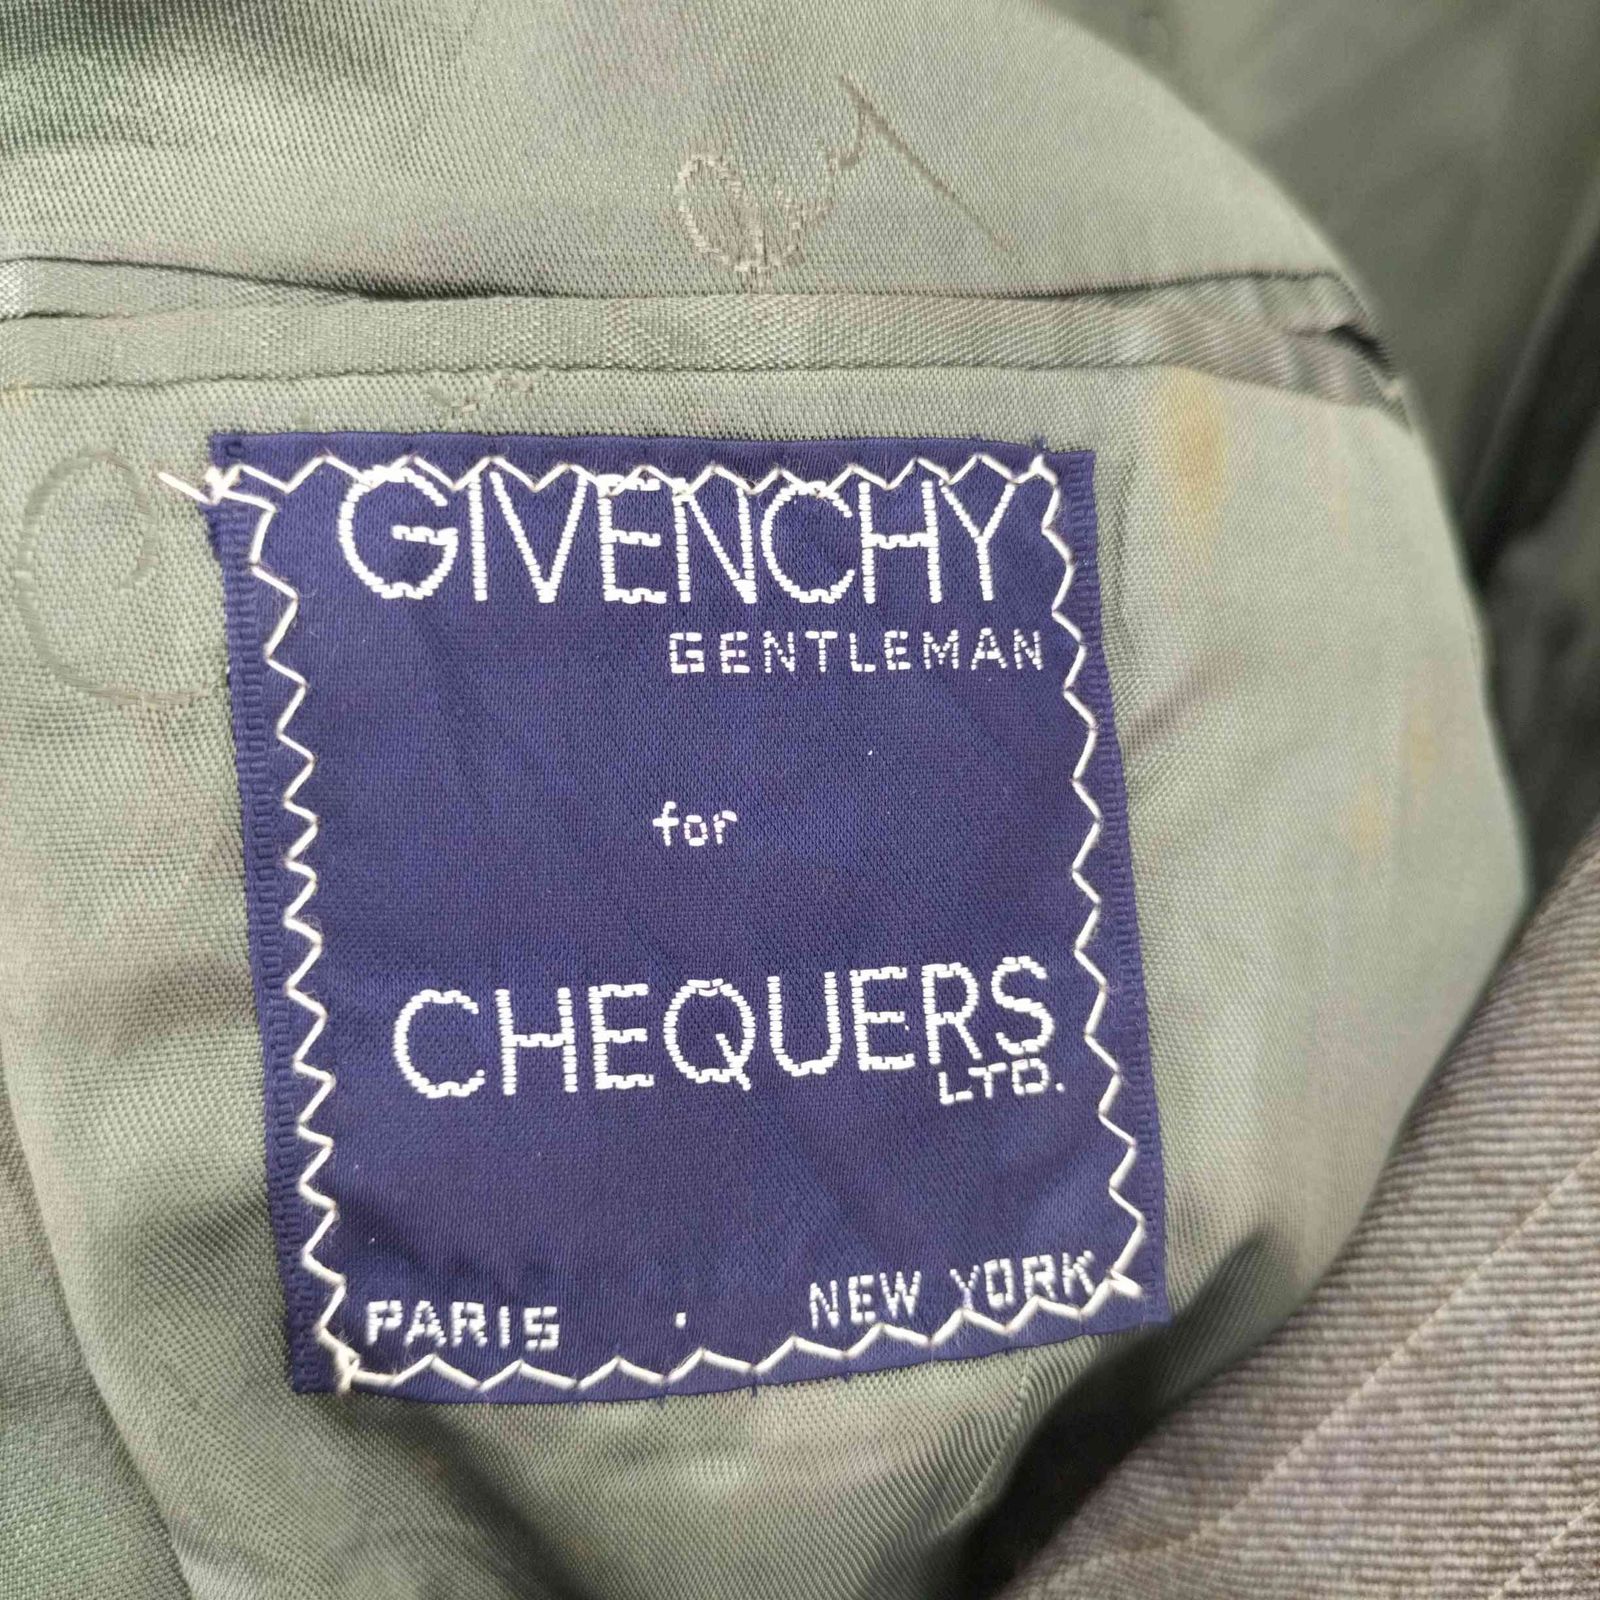 GIVENCHY
GENTLEMAN
for
CHEQUERS
LTD.
PARIS . NEW YORK